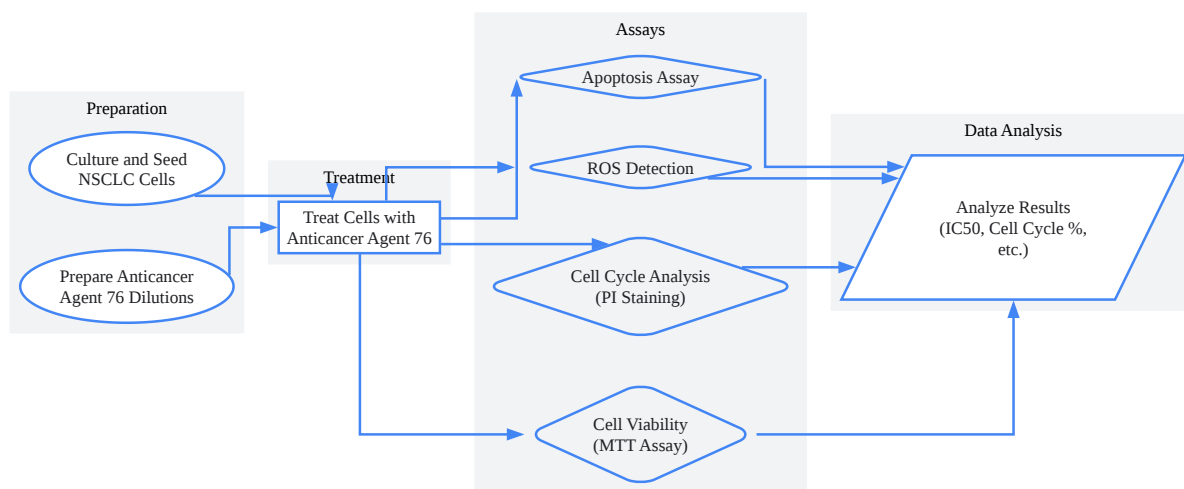 Preparation
Culture and Seed
NSCLC Cells
Prepare Anticancer
Agent 76 Dilutions
Treatment
Treat Cells with
Anticancer Agent 76
Assays
Apoptosis Assay
ROS Detection
Cell Cycle Analysis
(PI Staining)
Cell Viability
(MTT Assay)
Data Analysis
Analyze Results
(IC50, Cell Cycle %,
etc.)